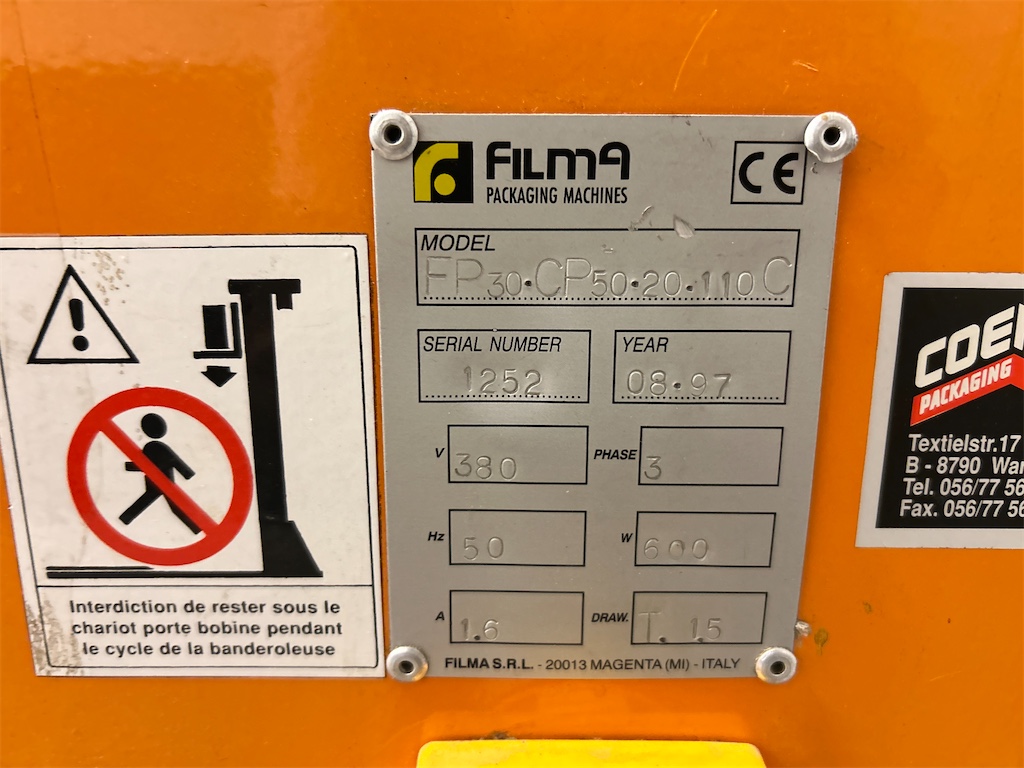 FILMA
PACKAGING MACHINES
CE
MODEL
FP30·CP50·20·110C
SERIAL NUMBER
1252
YEAR
08·97
V 380
PHASE 3
Hz 50
W 600
A 1.6
DRAW. T. 15
FILMA S.R.L. - 20013 MAGENTA (MI) - ITALY
!
Interdiction de rester sous le
chariot porte bobine pendant
le cycle de la banderoleuse
PACKAGING
Textielstr.17
B - 8790
Tel. 056/77 56
Fax. 056/77 56